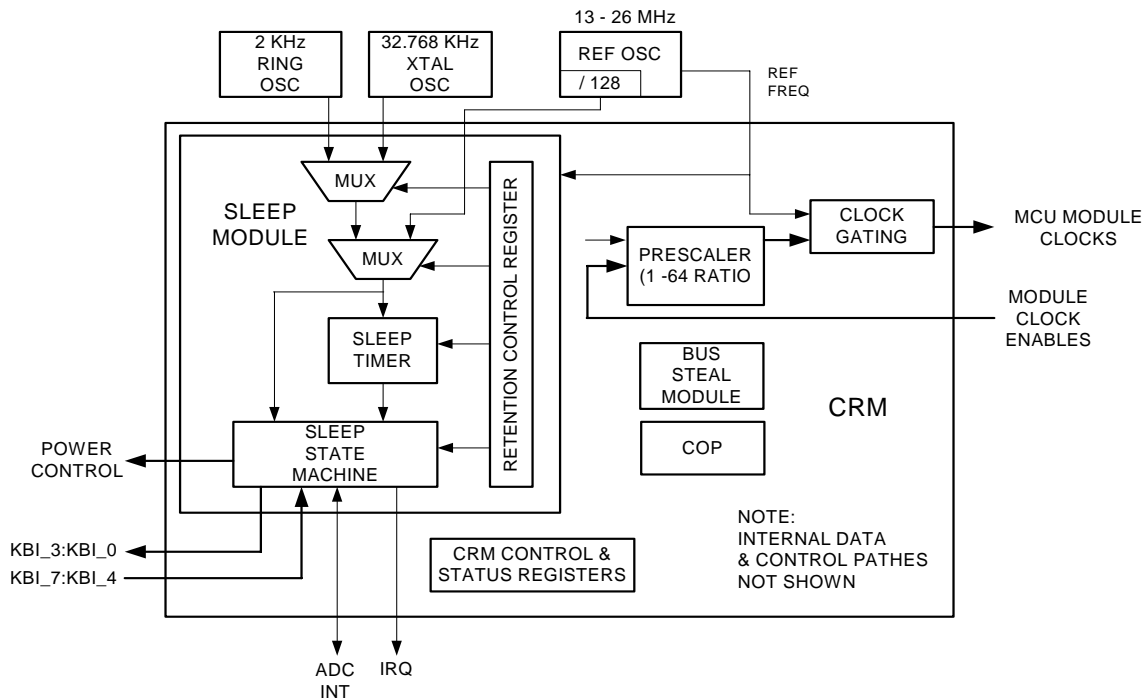 13 - 26 MHz
2 KHz
RING
OSC
32.768 KHz
XTAL
OSC
REF OSC
/ 128
REF
FREQ
MUX
SLEEP
MODULE
MUX
RETENTION CONTROL REGISTER
SLEEP
TIMER
SLEEP
STATE
MACHINE
CLOCK
GATING
MCU MODULE
CLOCKS
PRESCALER
(1 -64 RATIO
MODULE
CLOCK
ENABLES
BUS
STEAL
MODULE
CRM
COP
POWER
CONTROL
KBI_3:KBI_0
KBI_7:KBI_4
CRM CONTROL &
STATUS REGISTERS
NOTE:
INTERNAL DATA
& CONTROL PATHES
NOT SHOWN
ADC
INT
IRQ